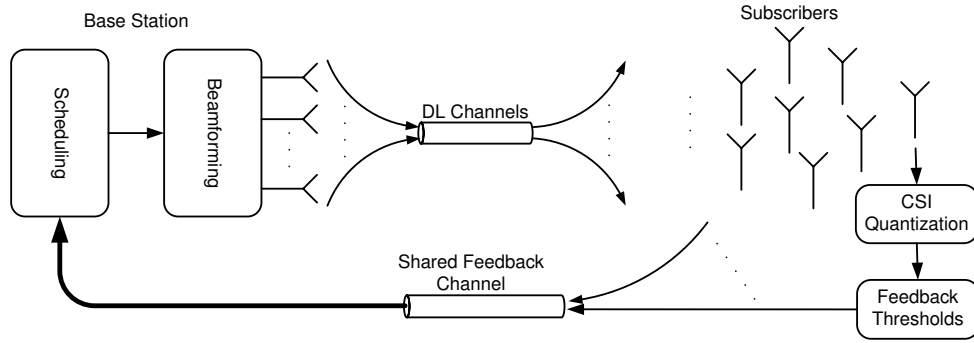 Base Station
Subscribers
Scheduling
Beamforming
DL Channels
CSI
Quantization
Shared Feedback
Channel
Feedback
Thresholds